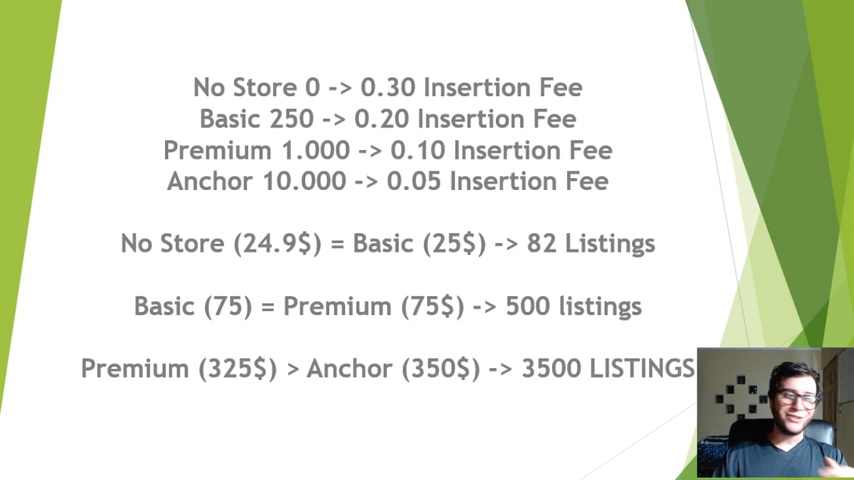 No Store 0 -> 0.30 Insertion Fee
Basic 250 -> 0.20 Insertion Fee
Premium 1.000 -> 0.10 Insertion Fee
Anchor 10.000 -> 0.05 Insertion Fee
No Store (24.9$) = Basic (25$) -> 82 Listings
Basic (75) = Premium (75$) -> 500 listings
Premium (325$) > Anchor (350$) -> 3500 LISTINGS